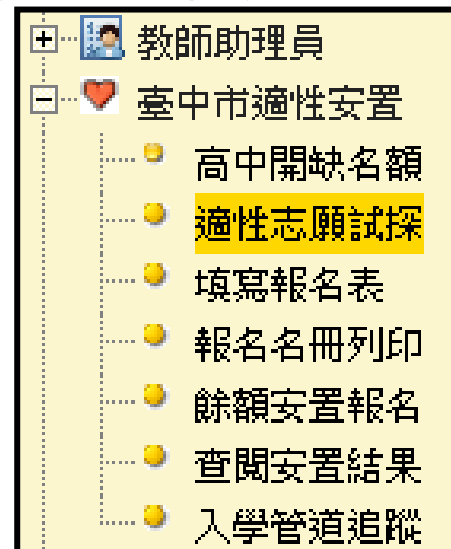 教師助理員
臺中市適性安置
高中開缺名額
適性志願試探
填寫報名表
報名名冊列印
餘額安置報名
查閱安置結果
入學管道追蹤